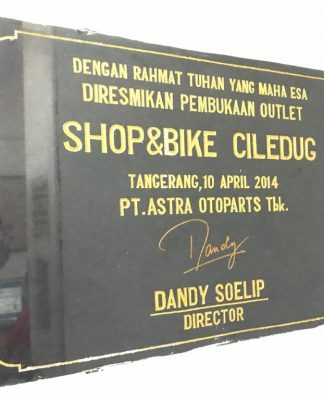 DENGAN RAHMAT TUHAN YANG MAHA ESA
DIRESMIKAN PEMBUKAAN OUTLET
SHOP&BIKE CILEDUG
TANGERANG,10 APRIL 2014
PT.ASTRA OTOPARTS Tbk.
Dandy
DANDY SOELIP
DIRECTOR